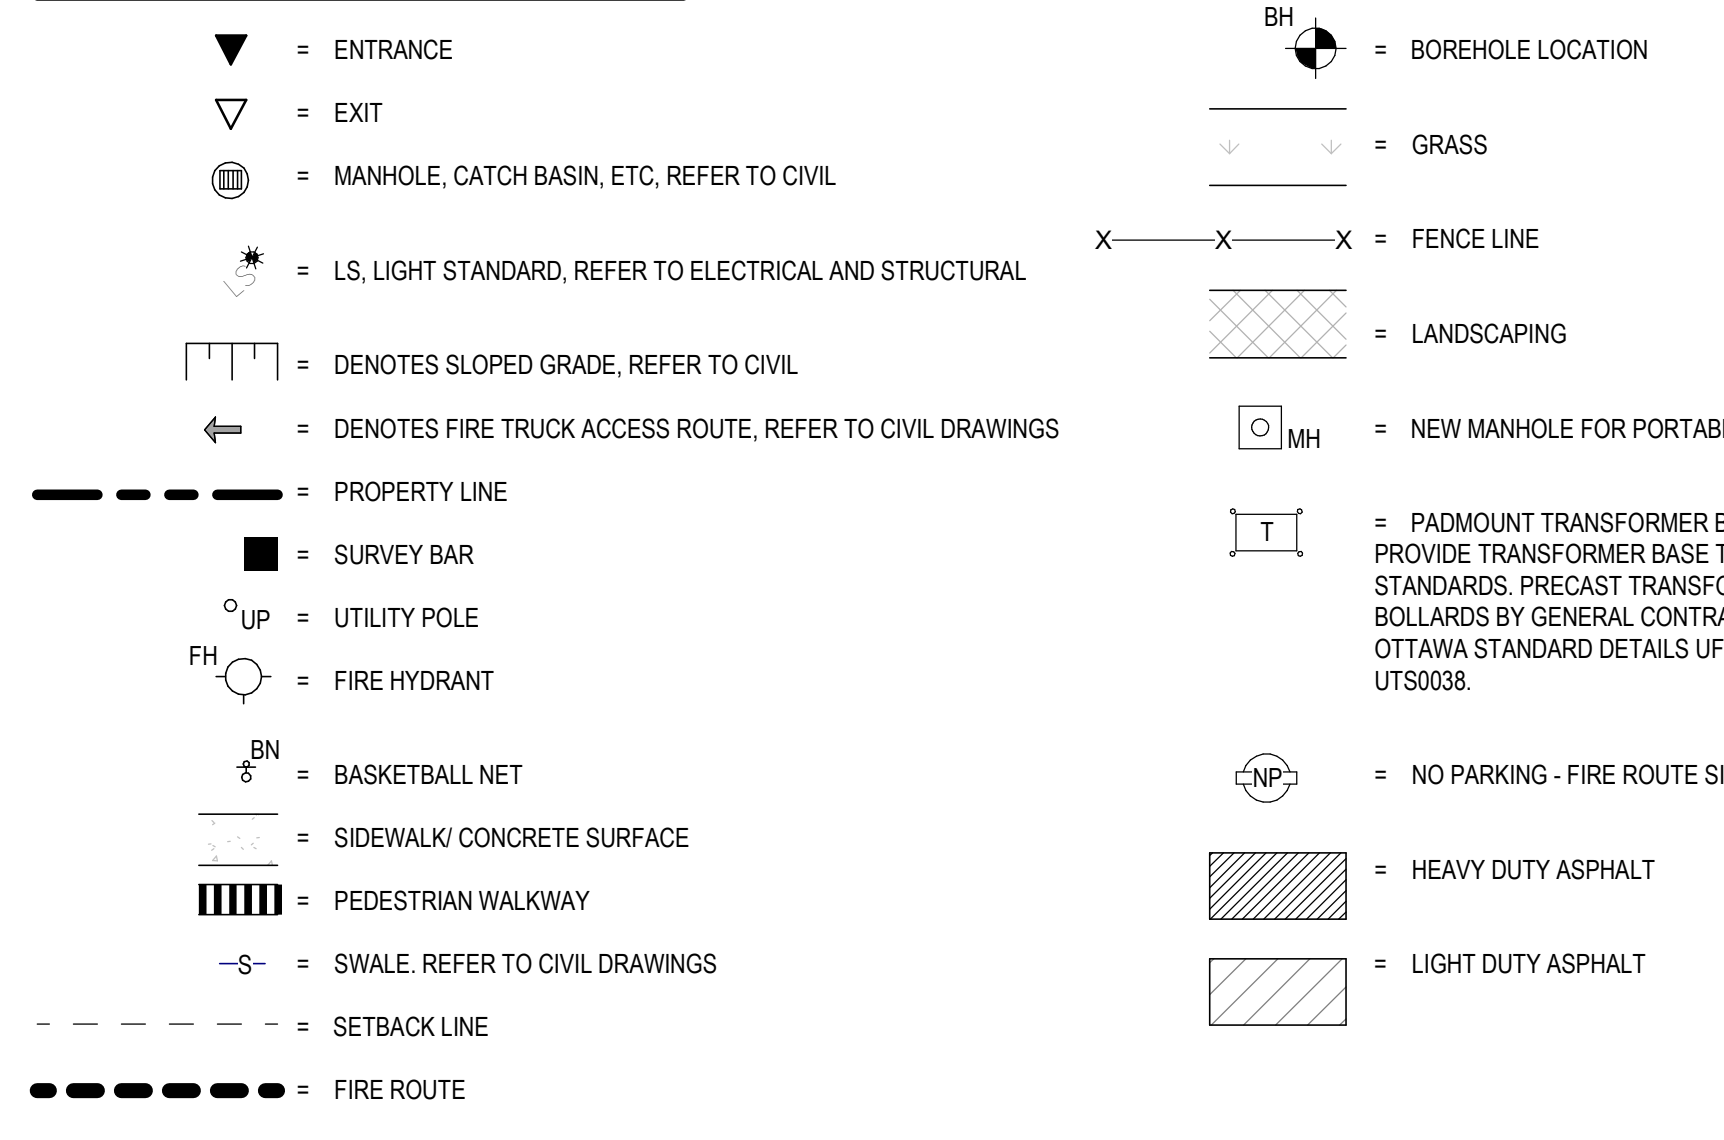 = ENTRANCE
= EXIT
= MANHOLE, CATCH BASIN, ETC, REFER TO CIVIL
LS
= LS, LIGHT STANDARD, REFER TO ELECTRICAL AND STRUCTURAL
= DENOTES SLOPED GRADE, REFER TO CIVIL
= DENOTES FIRE TRUCK ACCESS ROUTE, REFER TO CIVIL DRAWINGS
= PROPERTY LINE
= SURVEY BAR
UP = UTILITY POLE
FH
= FIRE HYDRANT
BN
= BASKETBALL NET
= SIDEWALK/ CONCRETE SURFACE
= PEDESTRIAN WALKWAY
S = SWALE. REFER TO CIVIL DRAWINGS
= SETBACK LINE
= FIRE ROUTE
BH
= BOREHOLE LOCATION
= GRASS
X X X = FENCE LINE
= LANDSCAPING
MH = NEW MANHOLE FOR PORTAB
T = PADMOUNT TRANSFORMER B
PROVIDE TRANSFORMER BASE T
STANDARDS. PRECAST TRANSFO
BOLLARDS BY GENERAL CONTRA
OTTAWA STANDARD DETAILS UF
UTS0038.
NP = NO PARKING - FIRE ROUTE SI
= HEAVY DUTY ASPHALT
= LIGHT DUTY ASPHALT